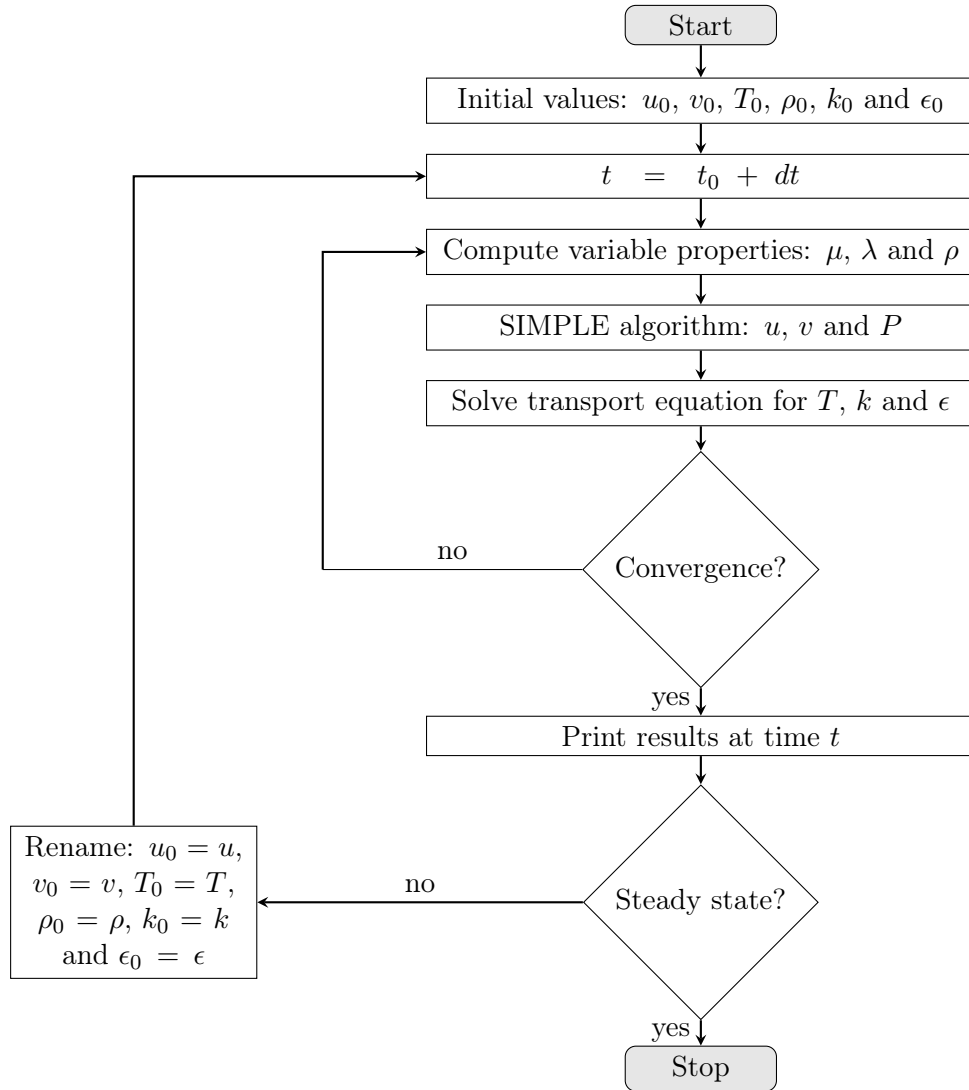 Start
Initial values: u₀, v₀, T₀, ρ₀, k₀ and ϵ₀
t = t₀ + dt
Compute variable properties: μ, λ and ρ
SIMPLE algorithm: u, v and P
Solve transport equation for T, k and ϵ
no
Convergence?
yes
Print results at time t
Rename: u₀ = u,
v₀ = v, T₀ = T,
ρ₀ = ρ, k₀ = k
and ϵ₀ = ϵ
no
Steady state?
yes
Stop